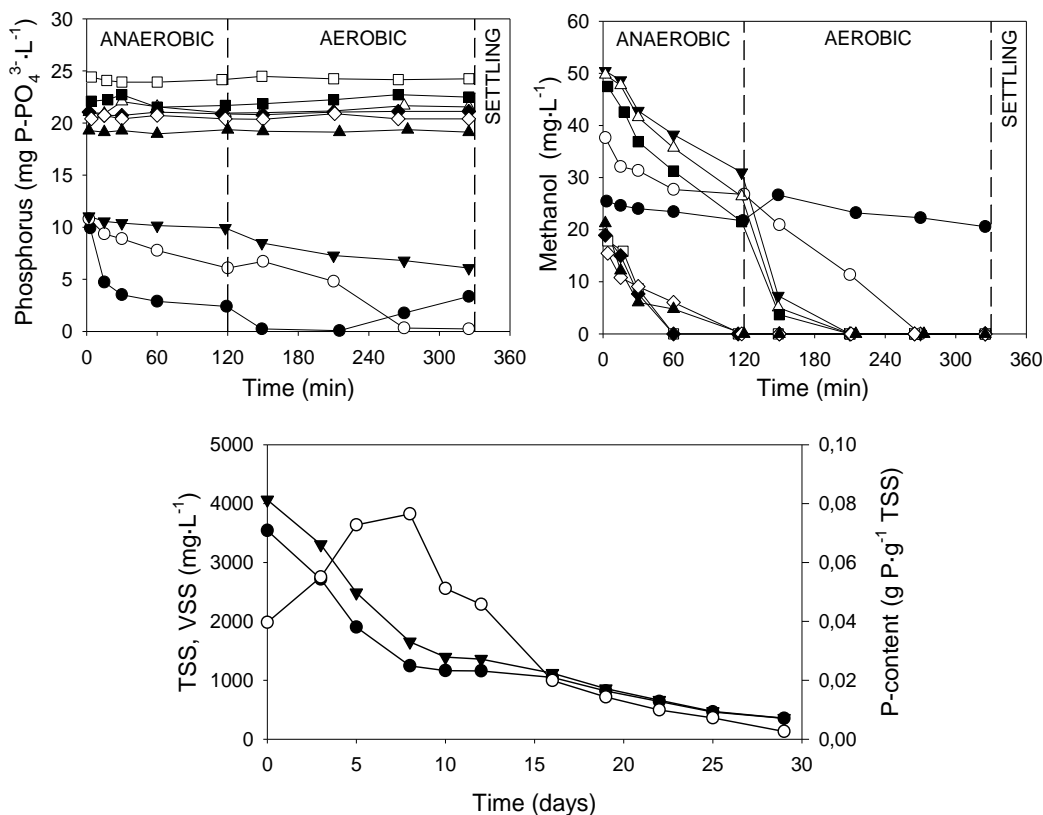 Phosphorus (mg P-PO₄³⁻·L⁻¹)
30
25
20
15
10
5
0
ANAEROBIC
AEROBIC
SETTLING
0 60 120 180 240 300 360
Time (min)
Methanol (mg·L⁻¹)
60
50
40
30
20
10
0
ANAEROBIC
AEROBIC
SETTLING
0 60 120 180 240 300 360
Time (min)
TSS, VSS (mg·L⁻¹)
5000
4000
3000
2000
1000
0
0 5 10 15 20 25 30
Time (days)
0,10
0,08
0,06
0,04
0,02
0,00
P-content (g P·g⁻¹ TSS)